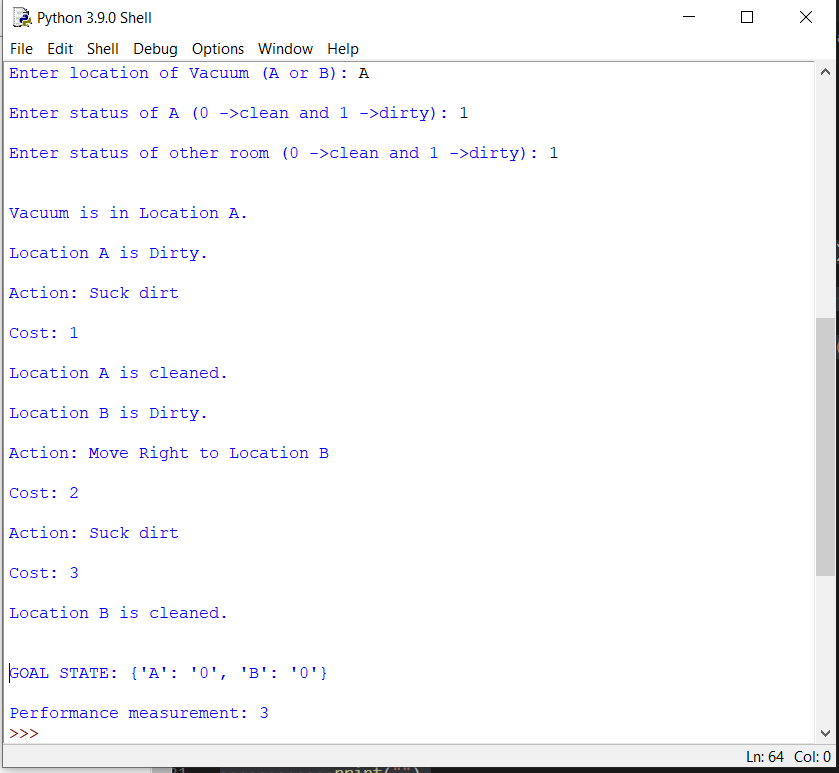 Python 3.9.0 Shell
File Edit Shell Debug Options Window Help
Enter location of Vacuum (A or B): A
Enter status of A (0 ->clean and 1 ->dirty): 1
Enter status of other room (0 ->clean and 1 ->dirty): 1
Vacuum is in Location A.
Location A is Dirty.
Action: Suck dirt
Cost: 1
Location A is cleaned.
Location B is Dirty.
Action: Move Right to Location B
Cost: 2
Action: Suck dirt
Cost: 3
Location B is cleaned.
GOAL STATE: {'A': '0', 'B': '0'}
Performance measurement: 3
>>>
Ln: 64 Col: 0
print("")